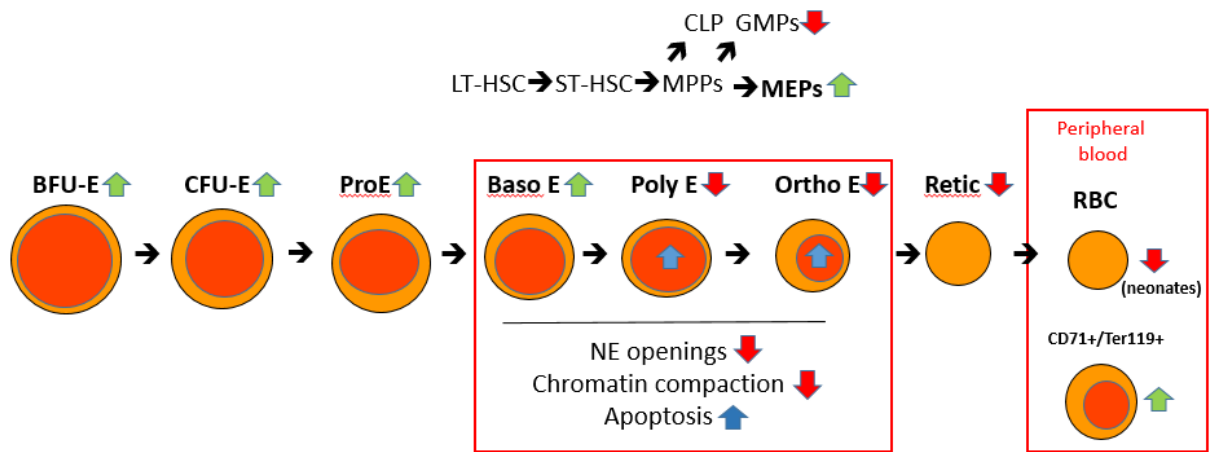 CLP GMPs
LT-HSC ST-HSC MPPs MEPs
Peripheral
blood
BFU-E CFU-E ProE Baso E Poly E Ortho E Retic
RBC
(neonates)
CD71+/Ter119+
NE openings
Chromatin compaction
Apoptosis